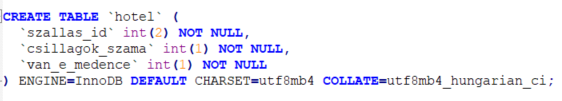 CREATE TABLE `hotel` (
`szallas_id` int(2) NOT NULL,
`csillagok_szama` int(1) NOT NULL,
`van_e_medence` int(1) NOT NULL
) ENGINE=InnoDB DEFAULT CHARSET=utf8mb4 COLLATE=utf8mb4_hungarian_ci;